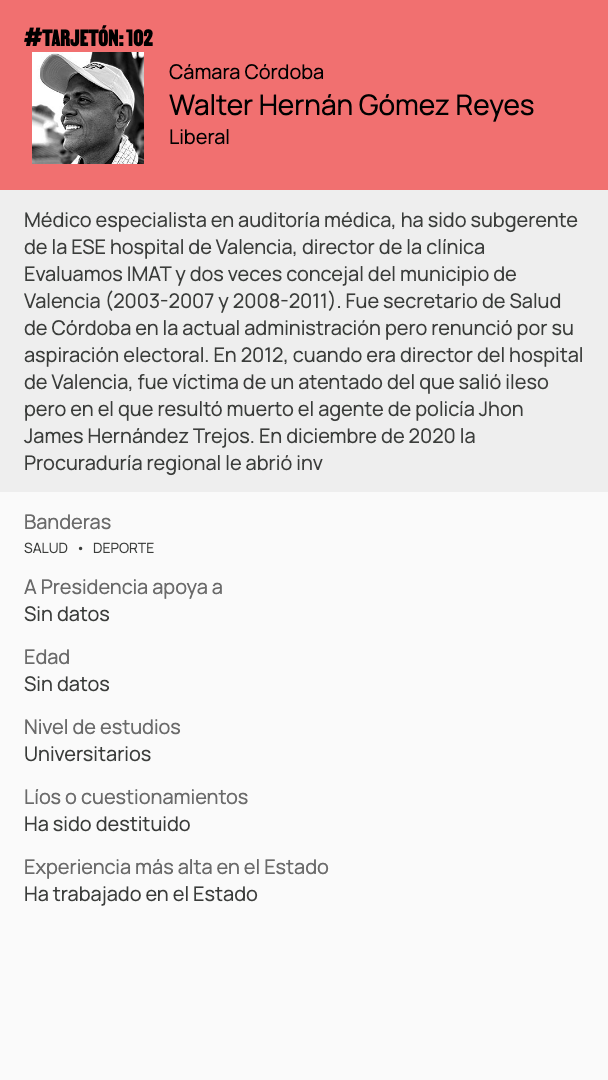 #TARJETÓN: 102
Cámara Córdoba
Walter Hernán Gómez Reyes
Liberal
Médico especialista en auditoría médica, ha sido subgerente
de la ESE hospital de Valencia, director de la clínica
Evaluamos IMAT y dos veces concejal del municipio de
Valencia (2003-2007 y 2008-2011). Fue secretario de Salud
de Córdoba en la actual administración pero renunció por su
aspiración electoral. En 2012, cuando era director del hospital
de Valencia, fue víctima de un atentado del que salió ileso
pero en el que resultó muerto el agente de policía Jhon
James Hernández Trejos. En diciembre de 2020 la
Procuraduría regional le abrió inv
Banderas
SALUD • DEPORTE
A Presidencia apoya a
Sin datos
Edad
Sin datos
Nivel de estudios
Universitarios
Líos o cuestionamientos
Ha sido destituido
Experiencia más alta en el Estado
Ha trabajado en el Estado